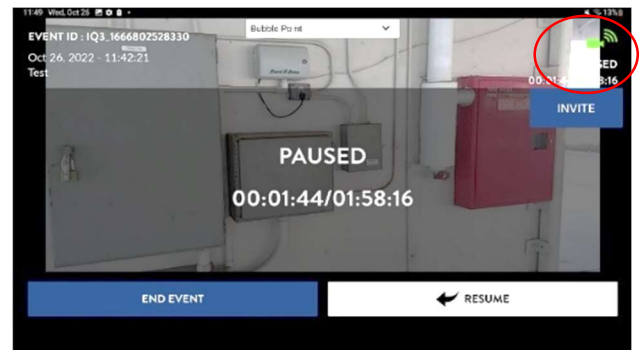 11:49 Wed, Oct 26
13%
EVENT ID : IQ3_1666802528330
Bubble Point
Oct 26, 2022 - 11:42:21
Test
INVITE
PAUSED
00:01:44/01:58:16
END EVENT
RESUME